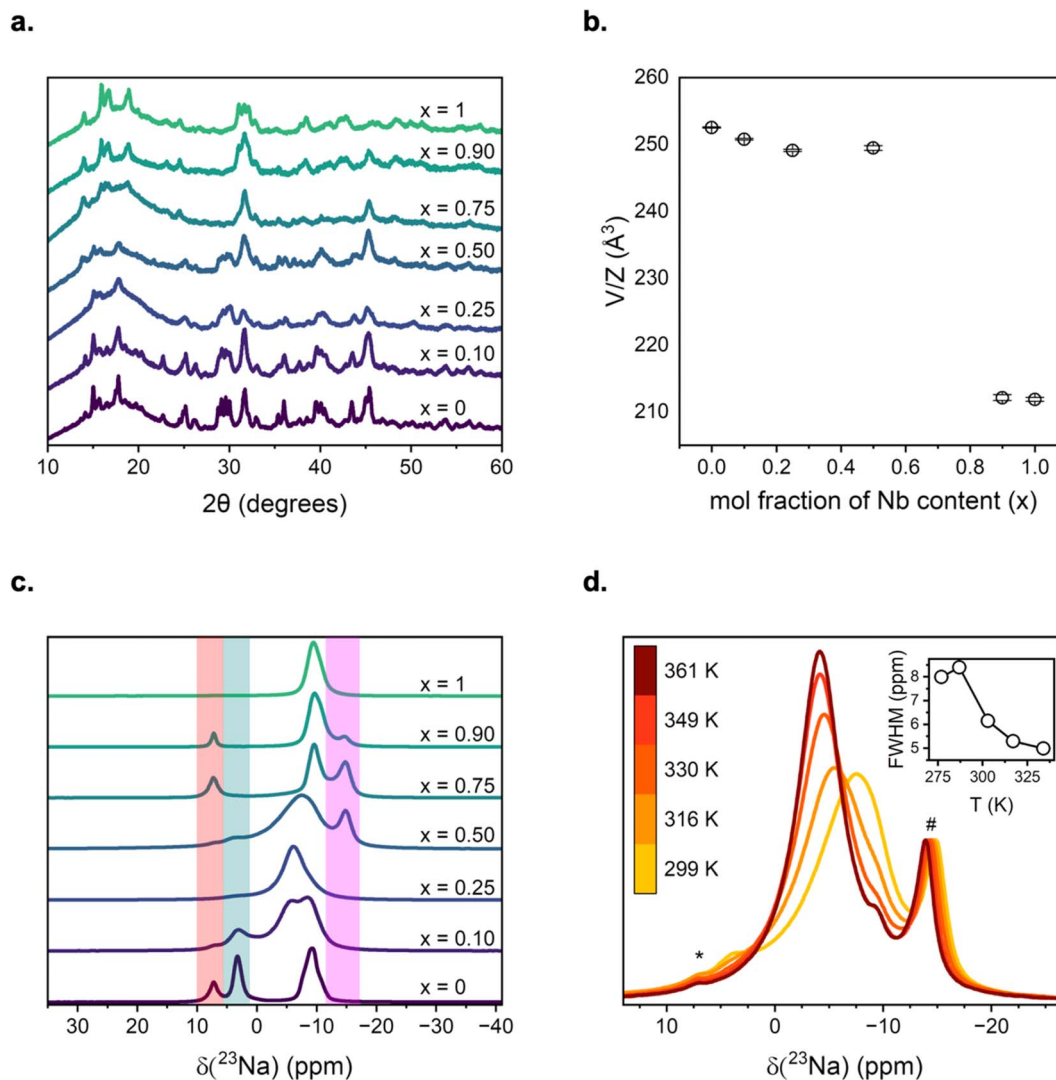 a.
x = 1
x = 0.90
x = 0.75
x = 0.50
x = 0.25
x = 0.10
x = 0
10 20 30 40 50 60
2θ (degrees)
b.
260
250
240
230
220
210
V/Z (Å³)
0.0 0.2 0.4 0.6 0.8 1.0
mol fraction of Nb content (x)
c.
x = 1
x = 0.90
x = 0.75
x = 0.50
x = 0.25
x = 0.10
x = 0
30 20 10 0 -10 -20 -30 -40
δ(²³Na) (ppm)
d.
361 K
349 K
330 K
316 K
299 K
FWHM (ppm)
8
7
6
5
275 300 325
T (K)
*
#
10 0 -10 -20
δ(²³Na) (ppm)